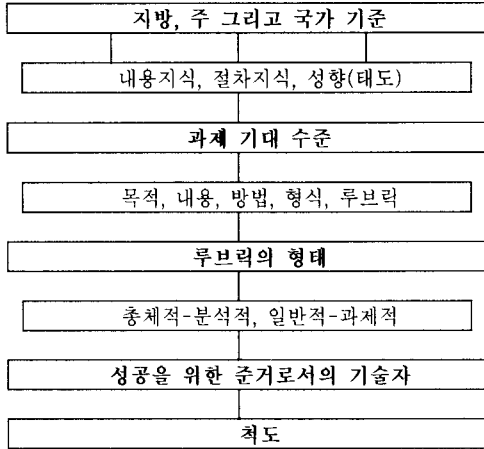 지방, 주 그리고 국가 기준
내용지식, 절차지식, 성향(태도)
과제 기대 수준
목적, 내용, 방법, 형식, 루브릭
루브릭의 형태
총체적-분석적, 일반적-과제적
성공을 위한 준거로서의 기술자
척도